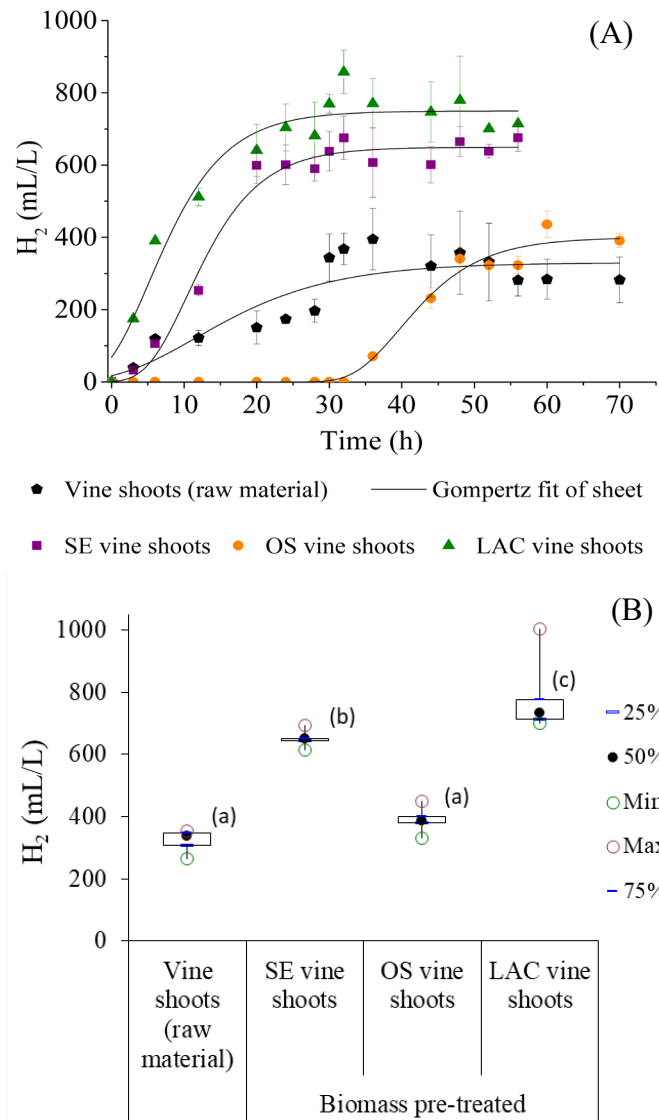 (A)
1000
800
600
400
200
0
H2 (mL/L)
0 10 20 30 40 50 60 70
Time (h)
Vine shoots (raw material) Gompertz fit of sheet
SE vine shoots OS vine shoots LAC vine shoots
(B)
1000
800
600
400
200
0
H2 (mL/L)
(a)
(b)
(a)
(c)
25%
50%
Min
Max
75%
Vine shoots (raw material)
SE vine shoots
OS vine shoots
LAC vine shoots
Biomass pre-treated